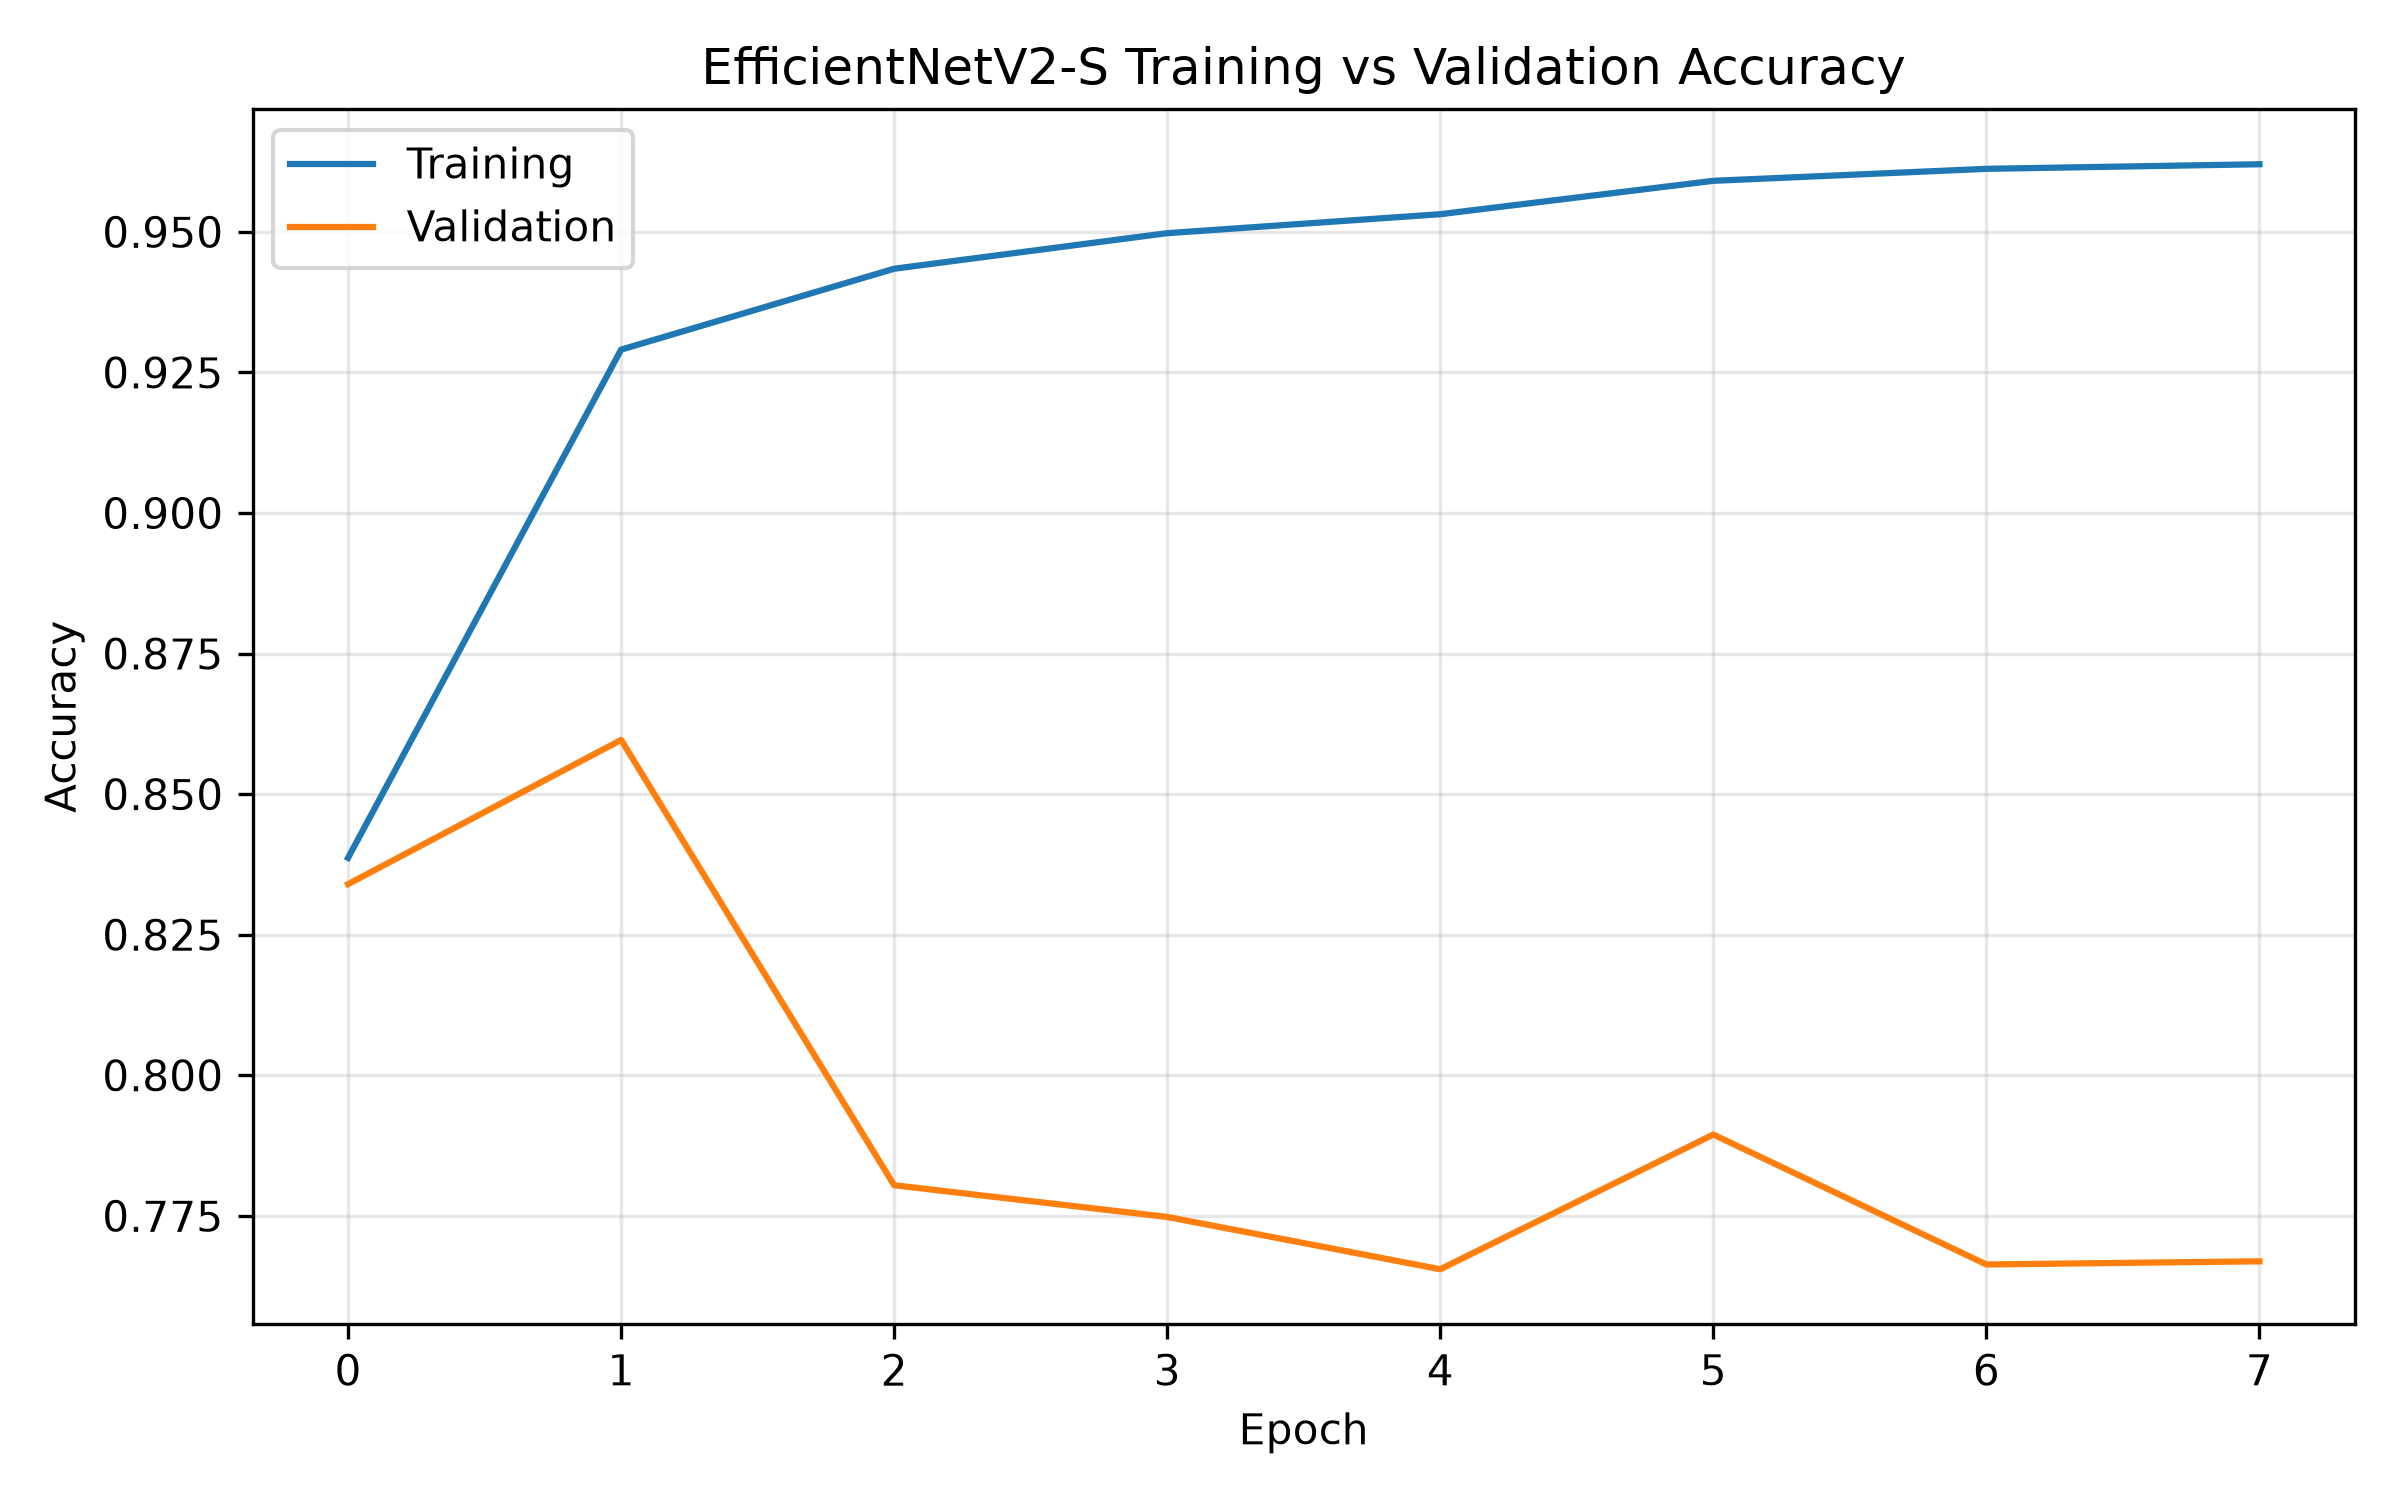 EfficientNetV2-S Training vs Validation Accuracy
Training
Validation
0.950
0.925
0.900
0.875
0.850
0.825
0.800
0.775
Accuracy
0 1 2 3 4 5 6 7
Epoch